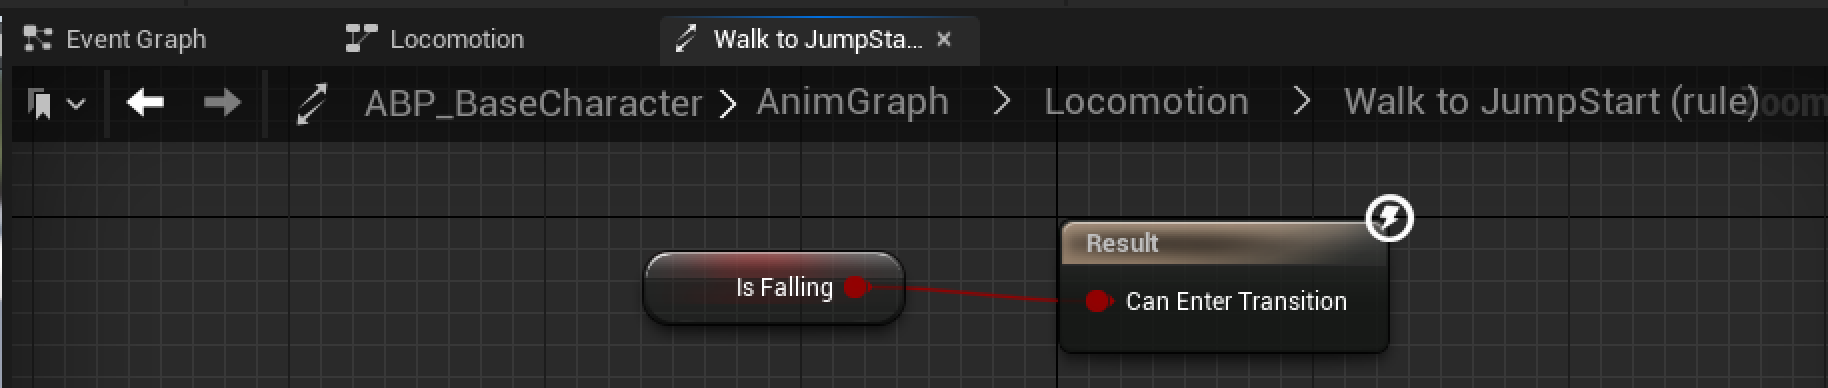 Event Graph
Locomotion
Walk to JumpSta...
ABP_BaseCharacter > AnimGraph > Locomotion > Walk to JumpStart (rule)
Result
Is Falling
Can Enter Transition